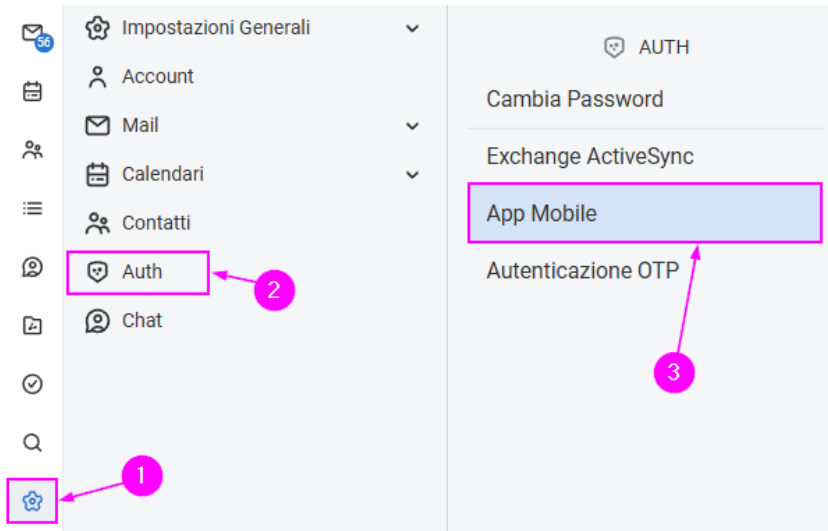 56
Impostazioni Generali
Account
Mail
Calendari
Contatti
Auth
Chat
AUTH
Cambia Password
Exchange ActiveSync
App Mobile
Autenticazione OTP
1
2
3